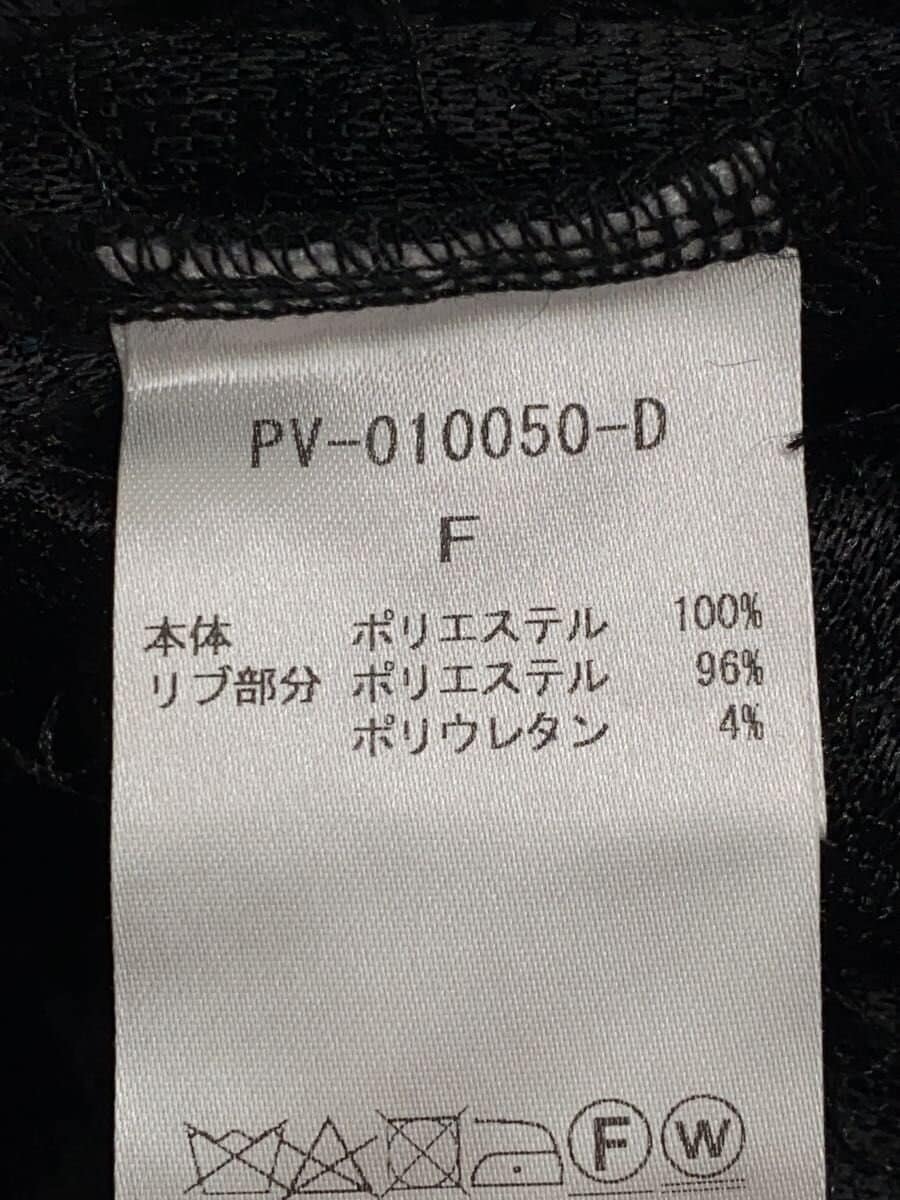 PV-010050-D
F
本体 ポリエステル 100%
リブ部分 ポリエステル 96%
ポリウレタン 4%
F W